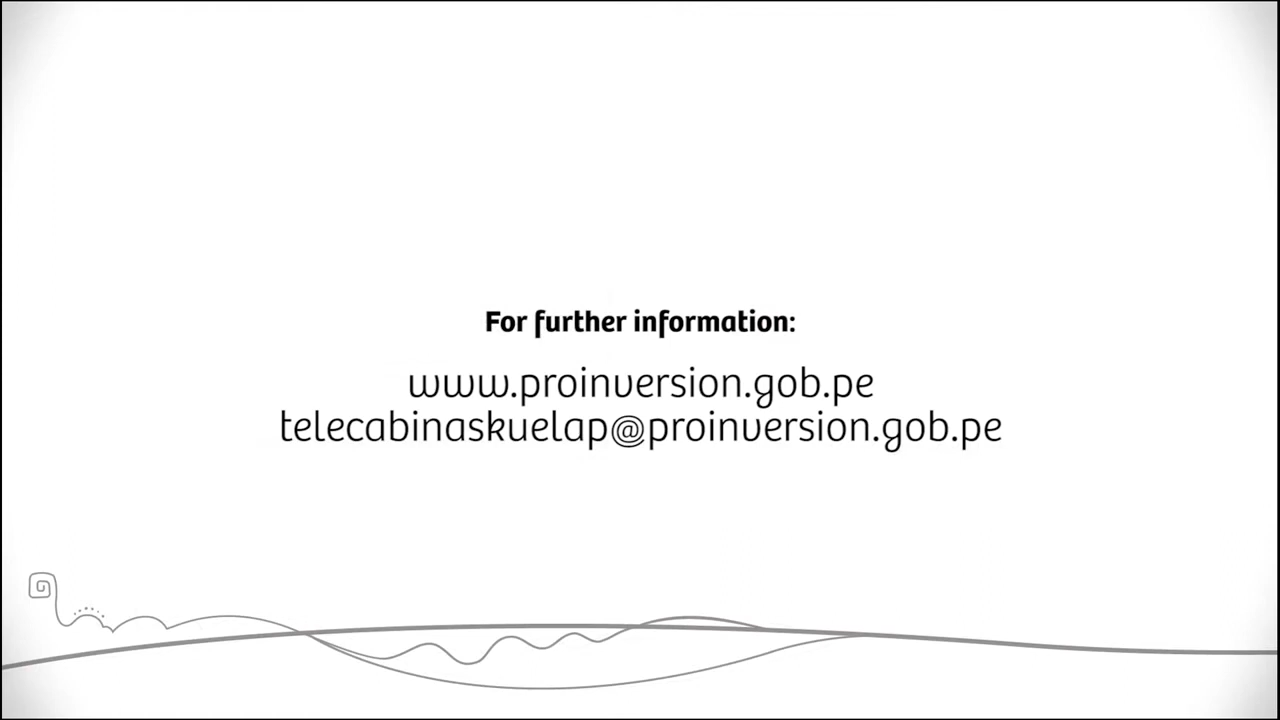 For further information:
www.proinversion.gob.pe
telecabinaskuelap@proinversion.gob.pe